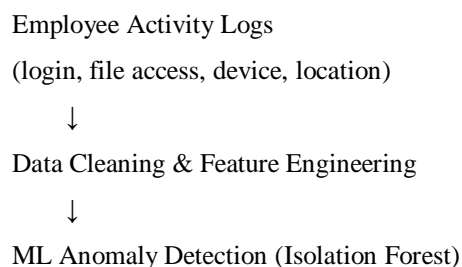 Employee Activity Logs
(login, file access, device, location)
↓
Data Cleaning & Feature Engineering
↓
ML Anomaly Detection (Isolation Forest)